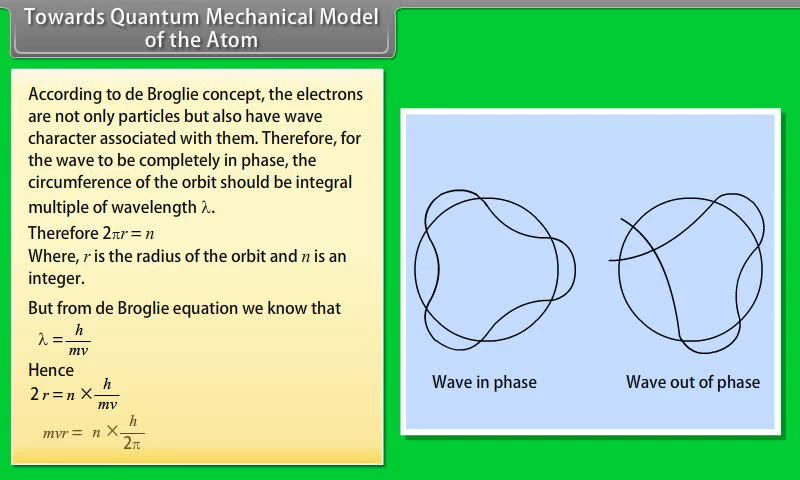 Towards Quantum Mechanical Model
of the Atom
According to de Broglie concept, the electrons
are not only particles but also have wave
character associated with them. Therefore, for
the wave to be completely in phase, the
circumference of the orbit should be integral
multiple of wavelength λ.
Therefore 2πr = n
Where, r is the radius of the orbit and n is an
integer.
But from de Broglie equation we know that
λ = h/mv
Hence
2 r = n × h/mv
mvr = n × h/2π
Wave in phase
Wave out of phase